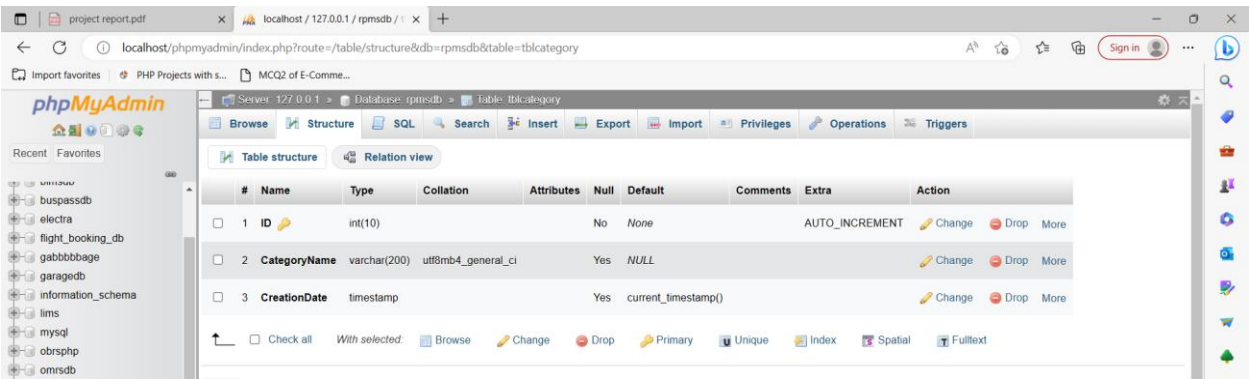 project report.pdf
localhost / 127.0.0.1 / rpmsdb / t
localhost/phpmyadmin/index.php?route=/table/structure&db=rpmsdb&table=tblcategory
Sign in
Import favorites
PHP Projects with s...
MCQ2 of E-Comme...
phpMyAdmin
Recent Favorites
buspassdb
electra
flight_booking_db
gabbbbbage
garagedb
information_schema
lims
mysql
obrsphp
omrsdb
Server: 127.0.0.1 » Database: rpmsdb » Table: tblcategory
Browse Structure SQL Search Insert Export Import Privileges Operations Triggers
Table structure Relation view
# Name Type Collation Attributes Null Default Comments Extra Action
1 ID int(10) No None AUTO_INCREMENT Change Drop More
2 CategoryName varchar(200) utf8mb4_general_ci Yes NULL Change Drop More
3 CreationDate timestamp Yes current_timestamp() Change Drop More
Check all With selected: Browse Change Drop Primary Unique Index Spatial Fulltext